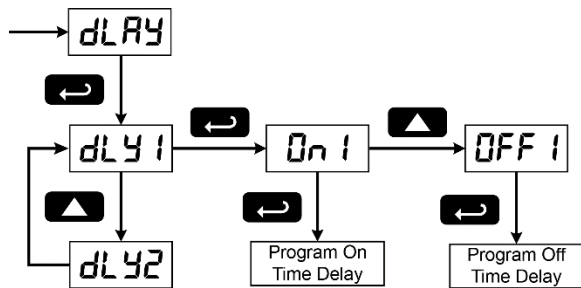 dLAY
dLY1
On1
OFF1
dLY2
Program On
Time Delay
Program Off
Time Delay